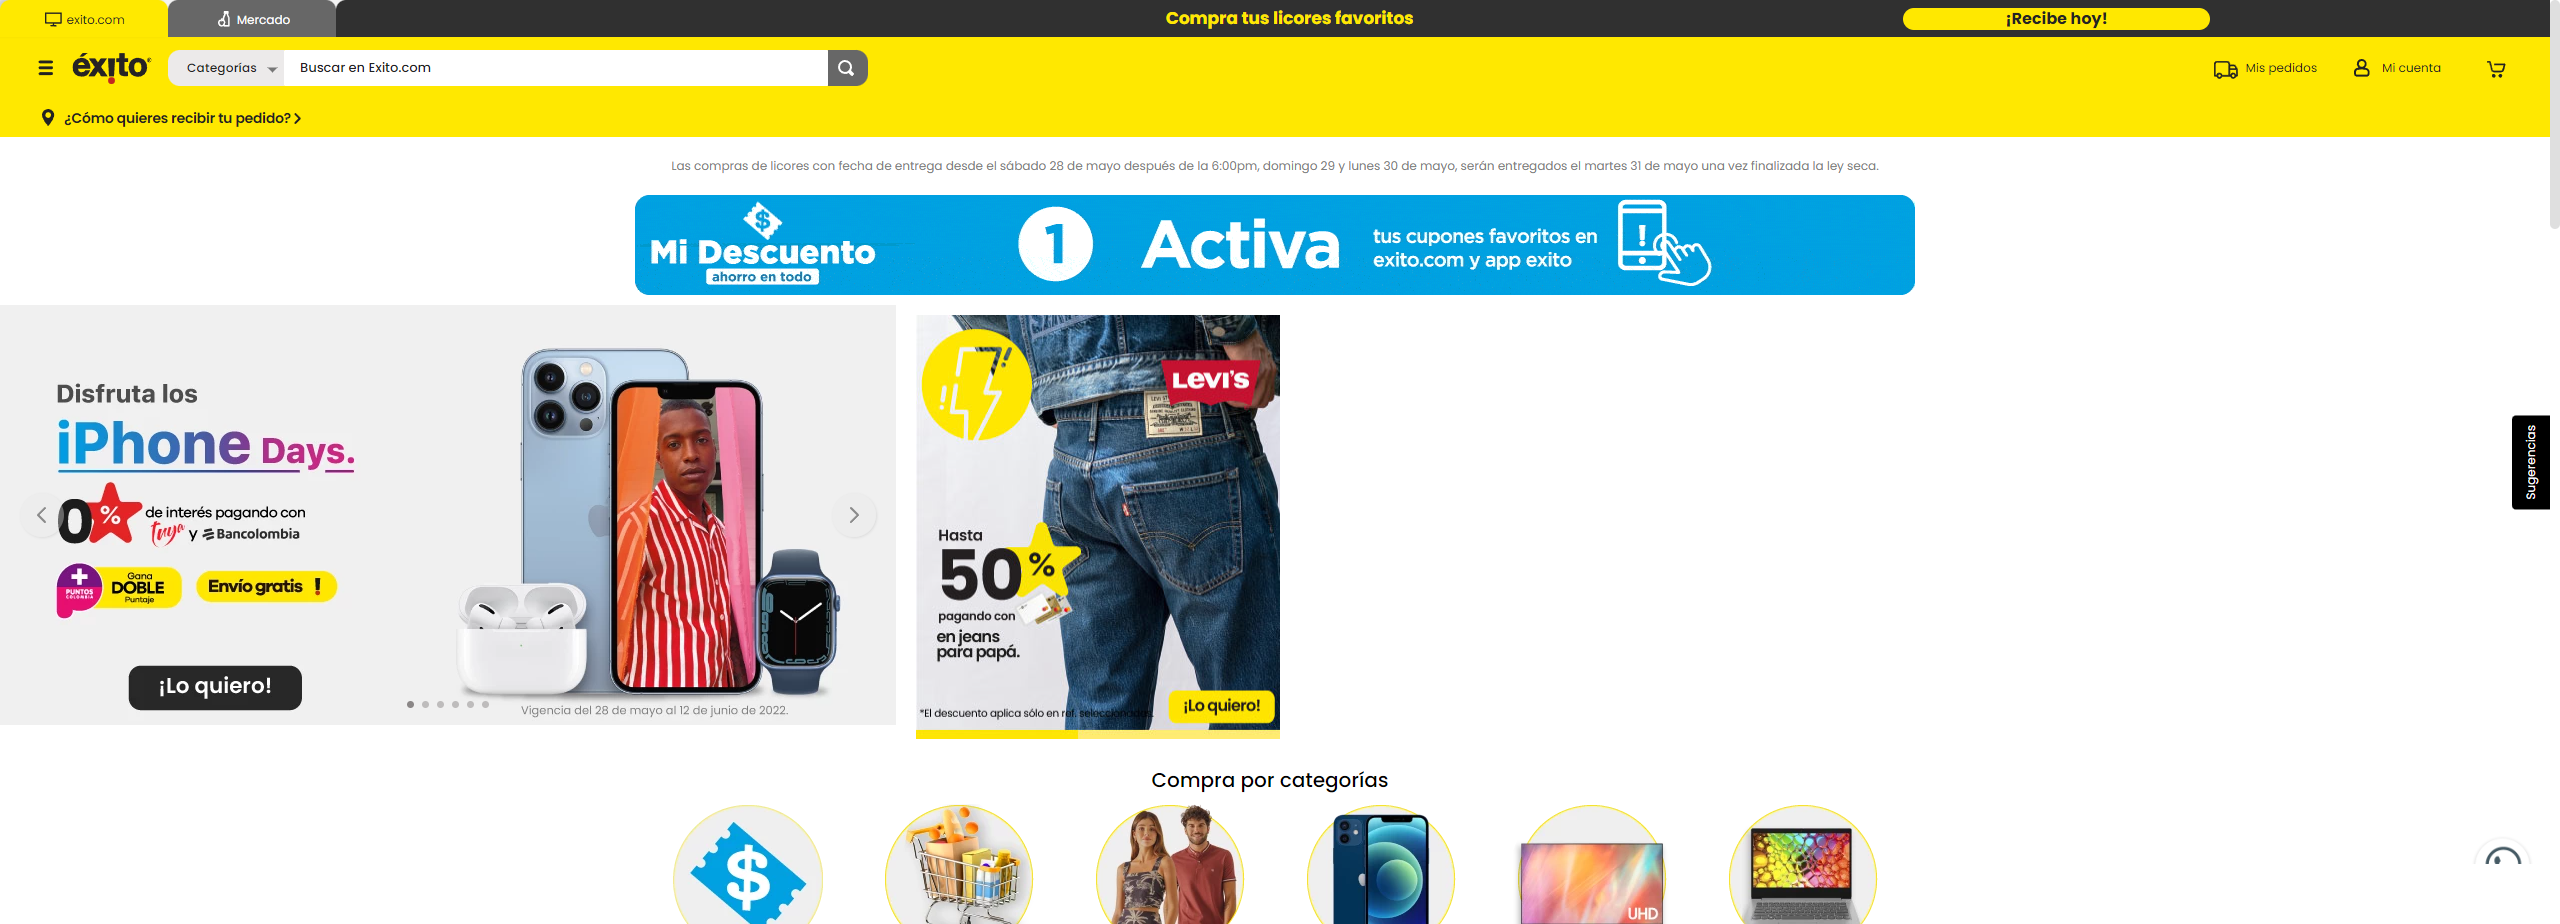 exito.com
Mercado
Compra tus licores favoritos
¡Recibe hoy!
éxito
Categorías
Buscar en Exito.com
Mis pedidos
Mi cuenta
¿Cómo quieres recibir tu pedido?
Las compras de licores con fecha de entrega desde el sábado 28 de mayo después de la 6:00pm, domingo 29 y lunes 30 de mayo, serán entregados el martes 31 de mayo una vez finalizada la ley seca.
$
Mi Descuento
ahorro en todo
1
Activa
tus cupones favoritos en
exito.com y app exito
!
Disfruta los
iPhone Days.
0%
de interés pagando con
tuya y Bancolombia
PUNTOS
COLOMBIA
Gana
DOBLE
Puntaje
Envío gratis !
¡Lo quiero!
Vigencia del 28 de mayo al 12 de junio de 2022.
LEVI'S
Hasta
50%
pagando con
en jeans
para papá.
*El descuento aplica sólo en ref. seleccionadas.
¡Lo quiero!
Sugerencias
Compra por categorías
$
UHD